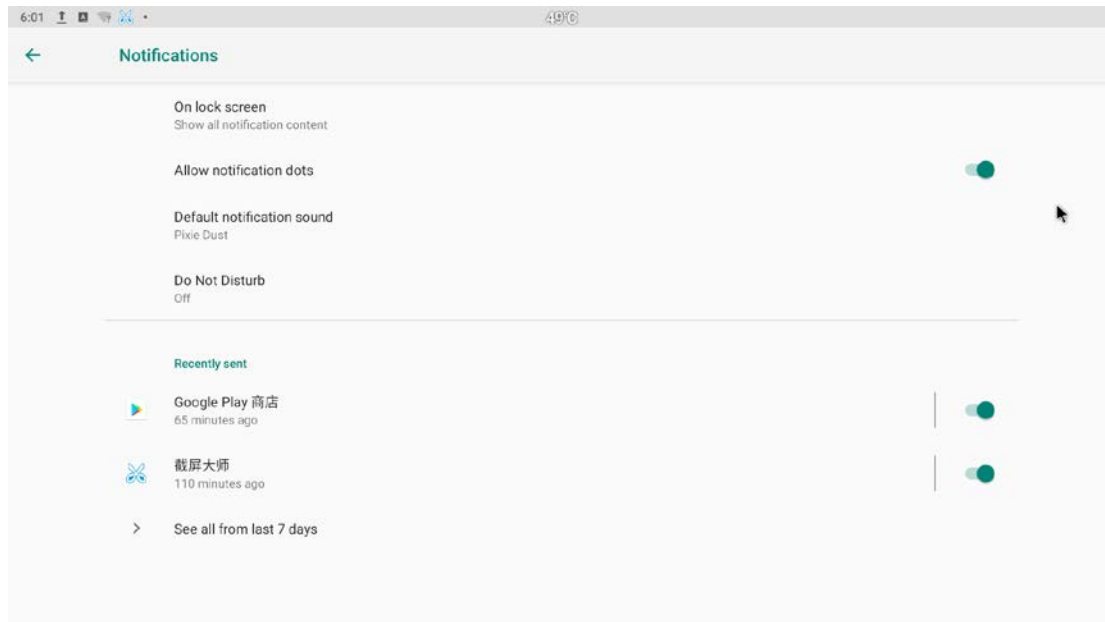 6:01
49°C
Notifications
On lock screen
Show all notification content
Allow notification dots
Default notification sound
Pixie Dust
Do Not Disturb
Off
Recently sent
Google Play 商店
65 minutes ago
截屏大师
110 minutes ago
See all from last 7 days